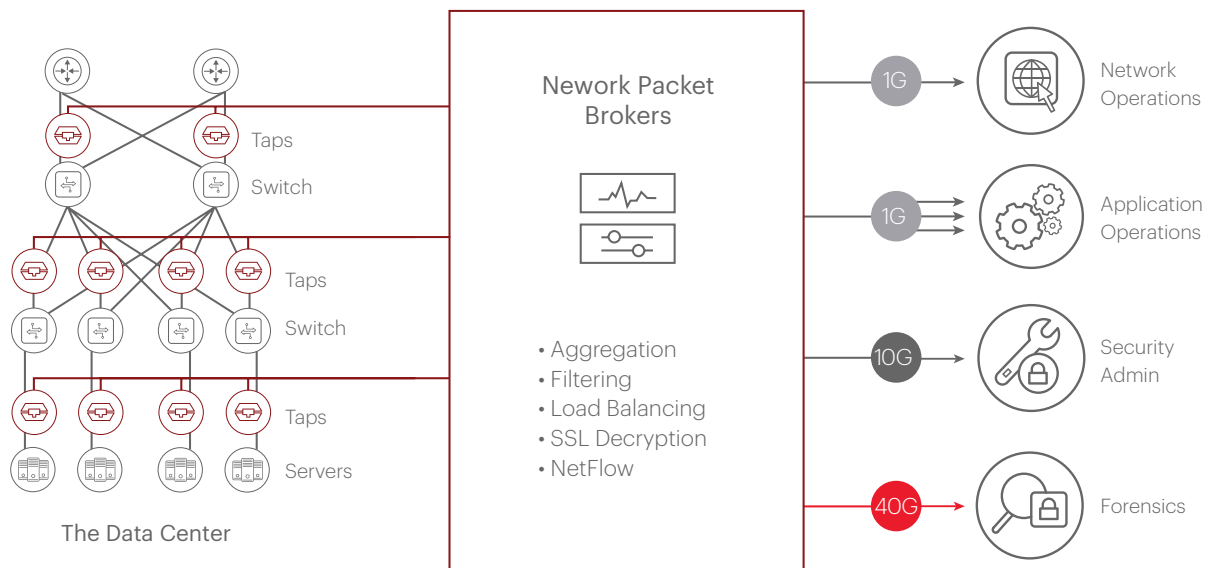 Taps
Switch
Taps
Switch
Taps
Servers
The Data Center
Nework Packet
Brokers
• Aggregation
• Filtering
• Load Balancing
• SSL Decryption
• NetFlow
1G
Network
Operations
1G
Application
Operations
10G
Security
Admin
40G
Forensics